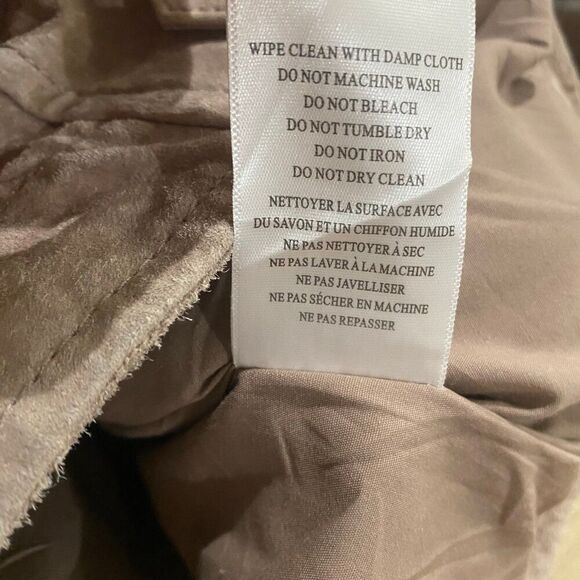 WIPE CLEAN WITH DAMP CLOTH
DO NOT MACHINE WASH
DO NOT BLEACH
DO NOT TUMBLE DRY
DO NOT IRON
DO NOT DRY CLEAN
NETTOYER LA SURFACE AVEC
DU SAVON ET UN CHIFFON HUMIDE
NE PAS NETTOYER À SEC
NE PAS LAVER À LA MACHINE
NE PAS JAVELLISER
NE PAS SÉCHER EN MACHINE
NE PAS REPASSER